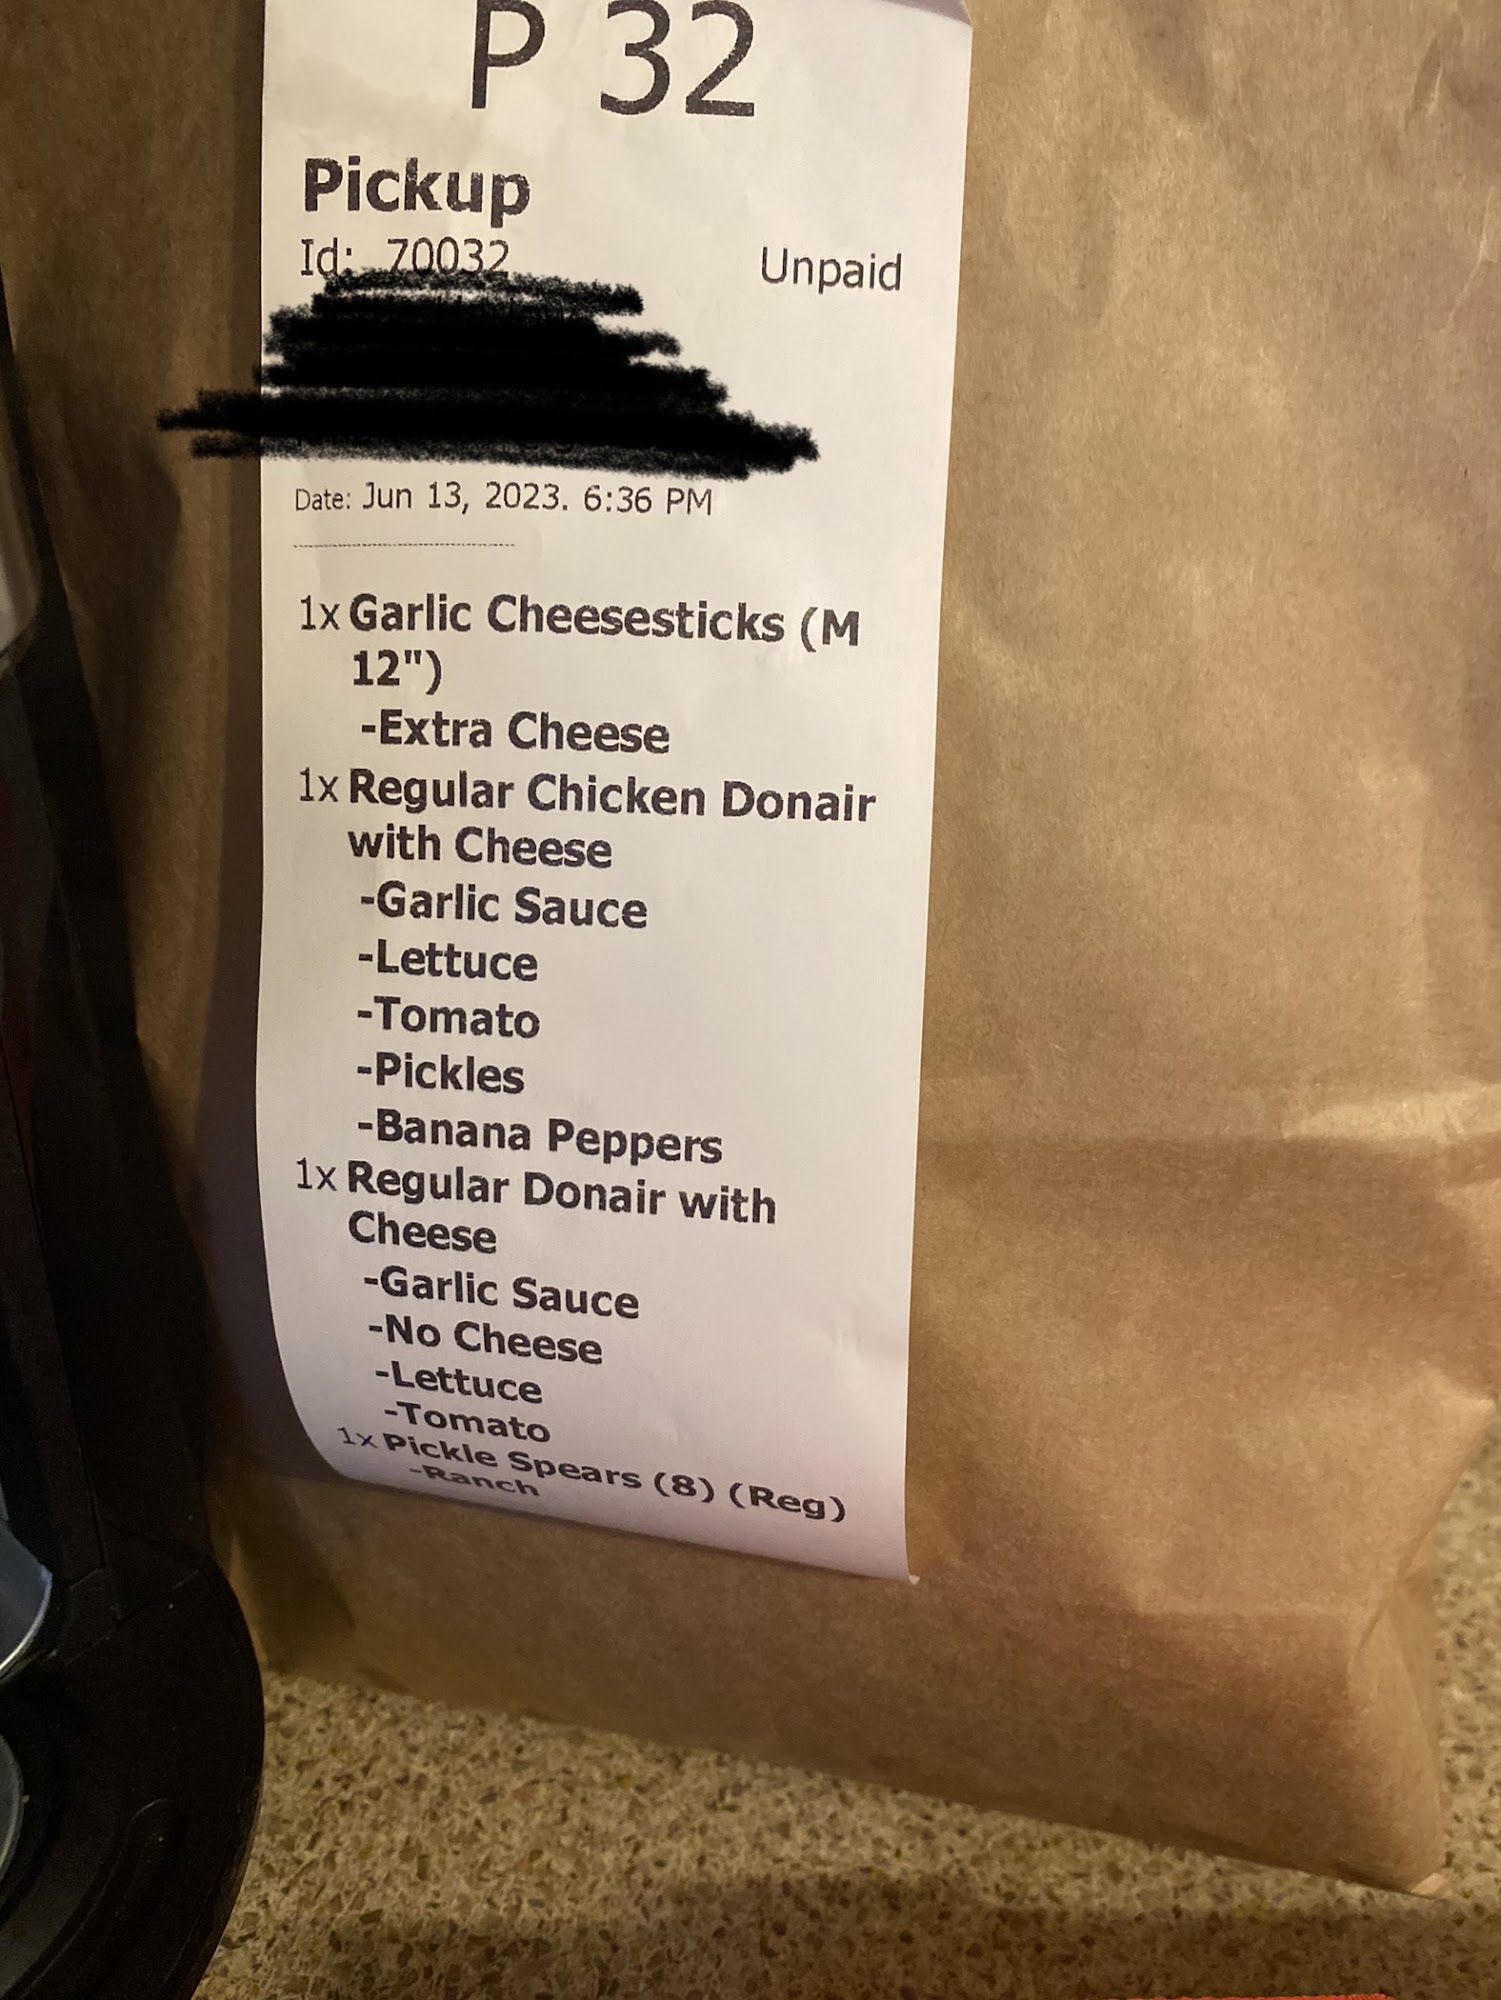 P 32
Pickup
Id: 70032 Unpaid
Date: Jun 13, 2023. 6:36 PM
1x Garlic Cheesesticks (M
12")
-Extra Cheese
1x Regular Chicken Donair
with Cheese
-Garlic Sauce
-Lettuce
-Tomato
-Pickles
-Banana Peppers
1x Regular Donair with
Cheese
-Garlic Sauce
-No Cheese
-Lettuce
-Tomato
1x Pickle Spears (8) (Reg)
-Ranch